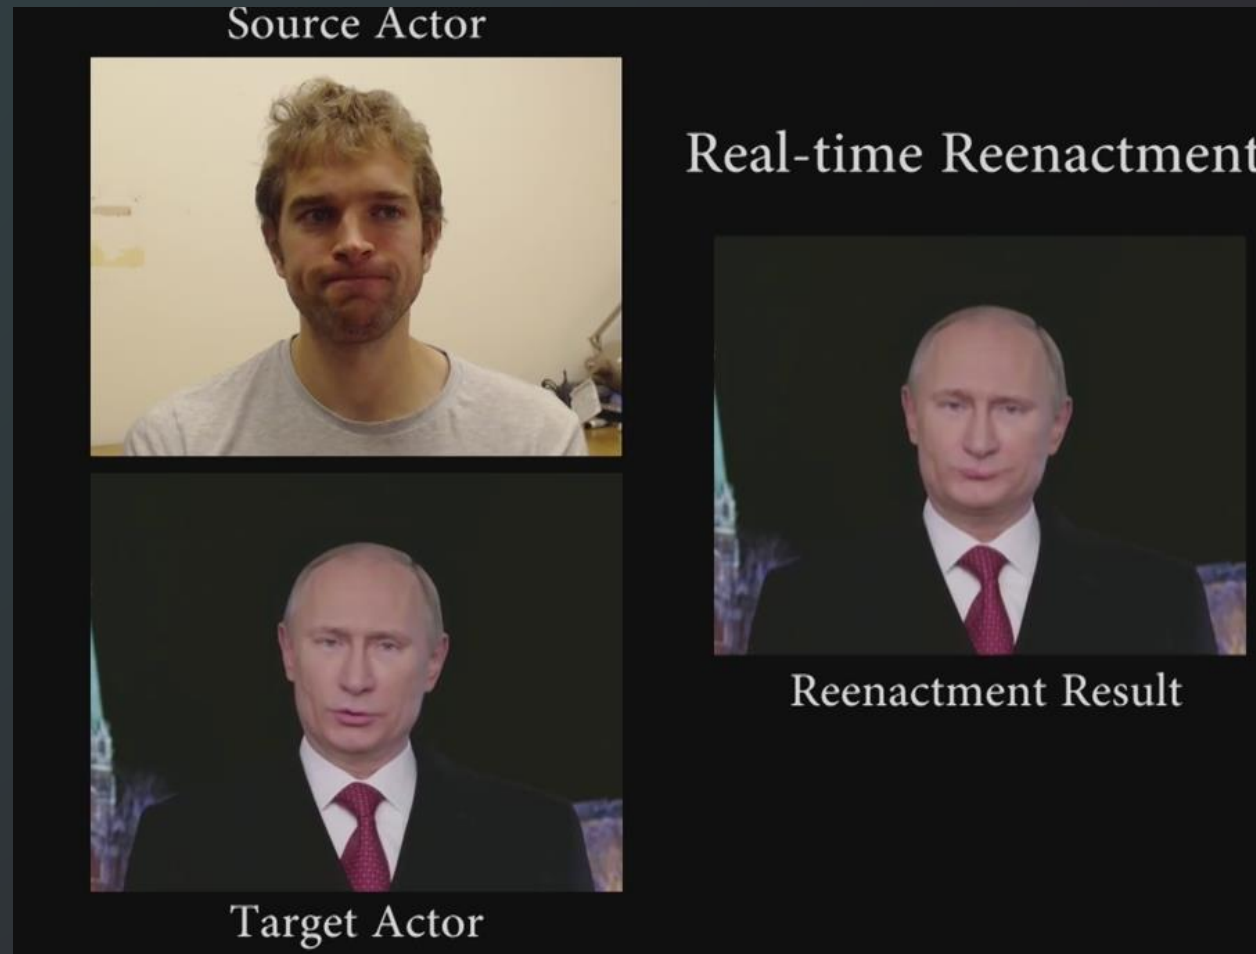 Source Actor
Real-time Reenactment
Reenactment Result
Target Actor